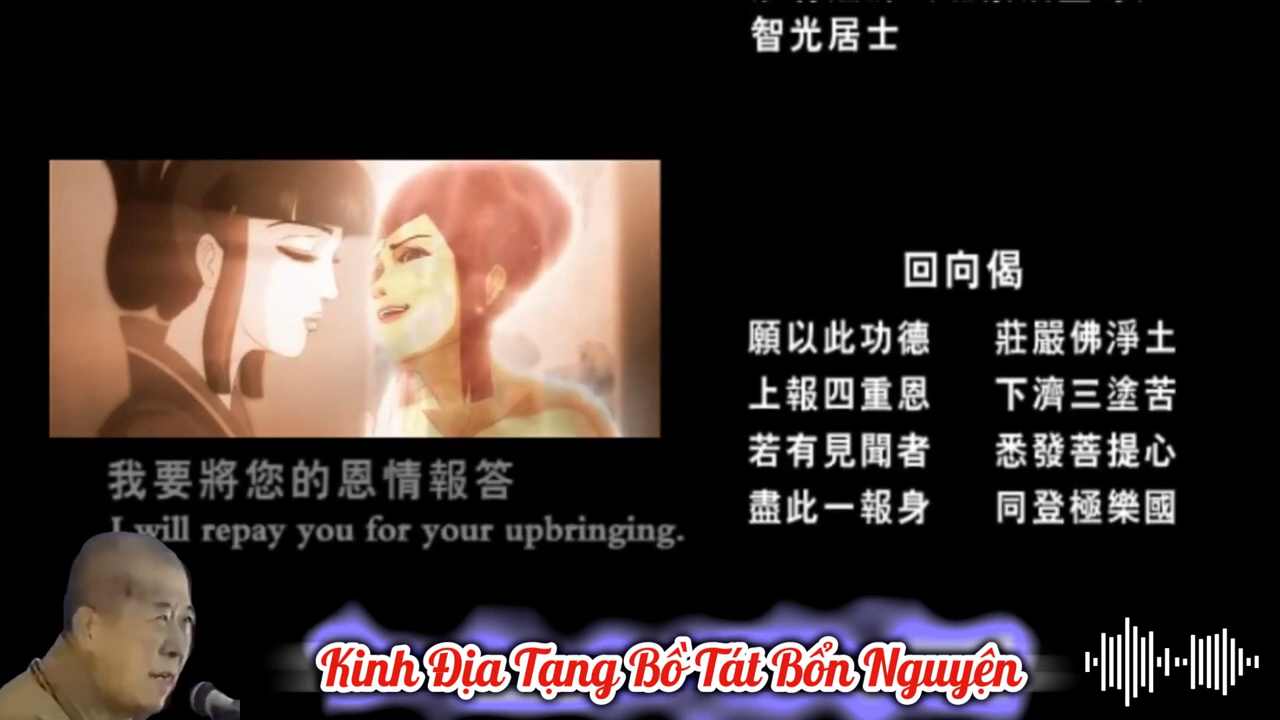 智光居士
回向偈
願以此功德　莊嚴佛淨土
上報四重恩　下濟三塗苦
若有見聞者　悉發菩提心
盡此一報身　同登極樂國
我要將您的恩情報答
I will repay you for your upbringing.
Kinh Địa Tạng Bồ Tát Bổn Nguyện